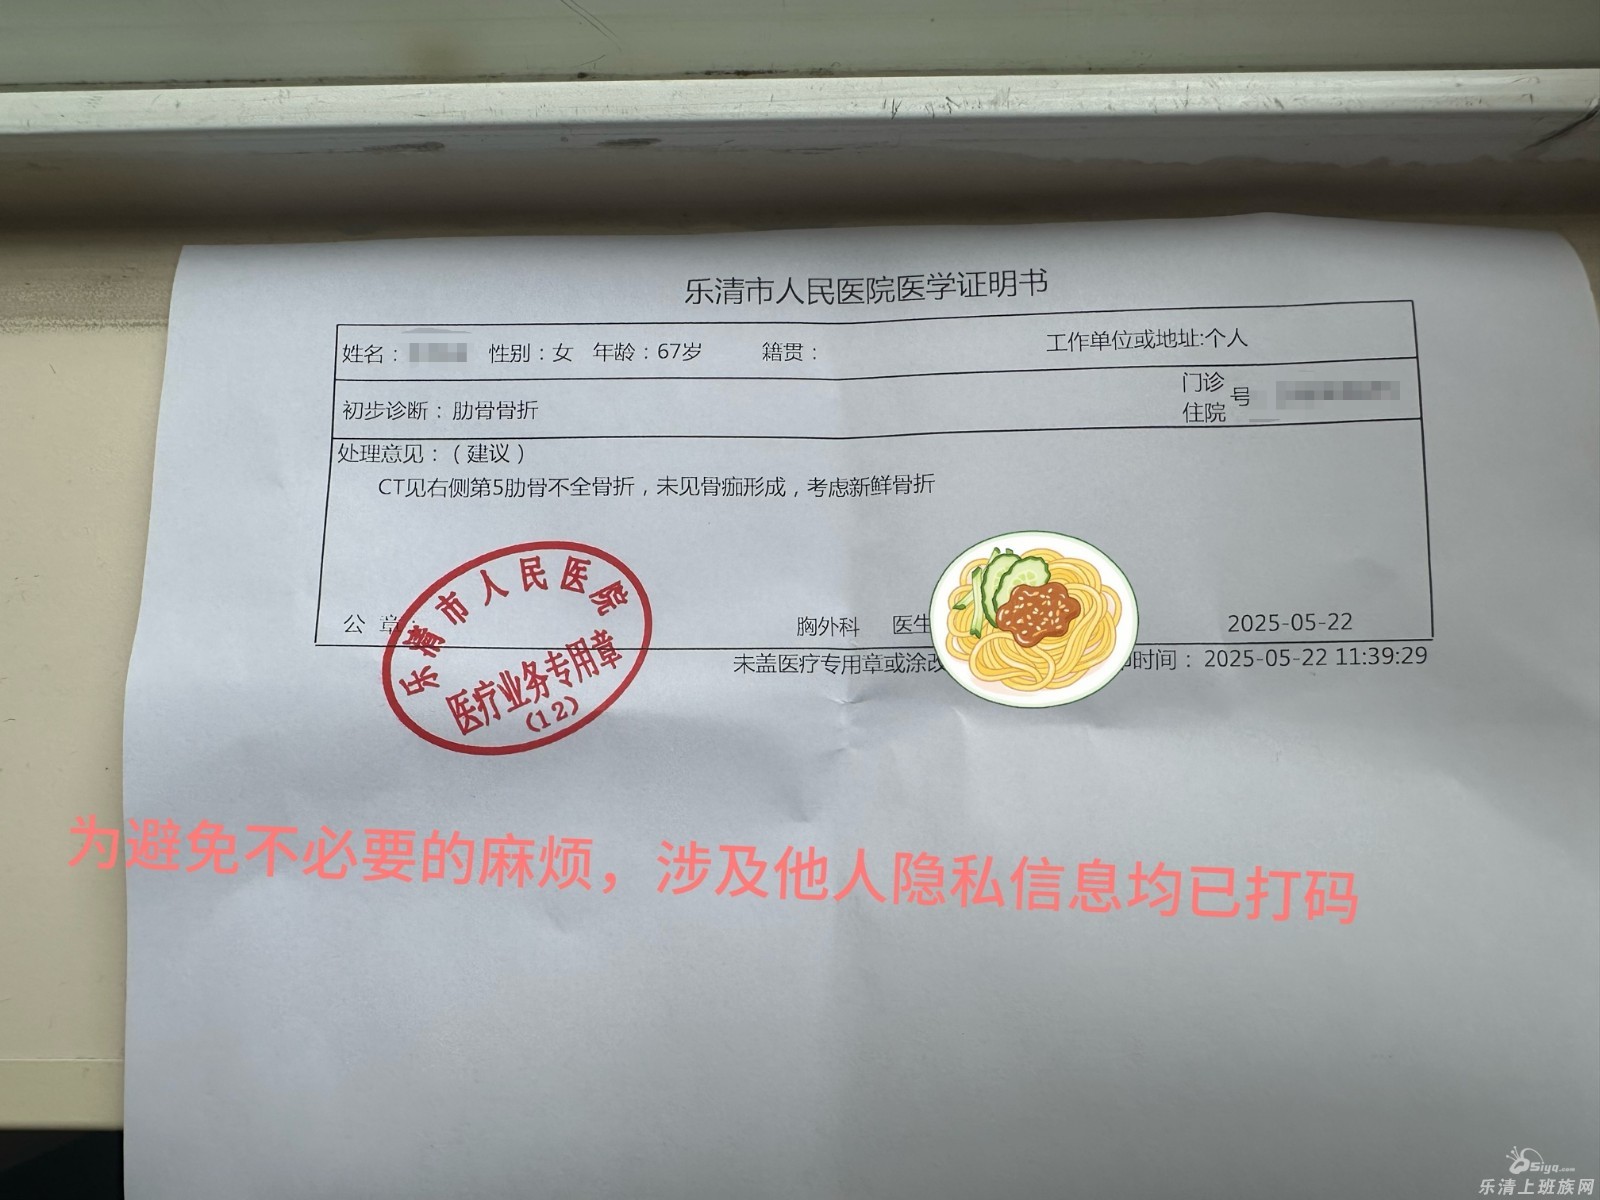 乐清市人民医院医学证明书
姓名： 性别：女 年龄：67岁 籍贯： 工作单位或地址:个人
初步诊断：肋骨骨折 门诊 住院 号
处理意见：（建议）
CT见右侧第5肋骨不全骨折，未见骨痂形成，考虑新鲜骨折
公 章： 胸外科 医生 2025-05-22
未盖医疗专用章或涂改 时间：2025-05-22 11:39:29
乐清市人民医院
医疗业务专用章
(12)
为避免不必要的麻烦，涉及他人隐私信息均已打码
Siyq.com
乐清上班族网